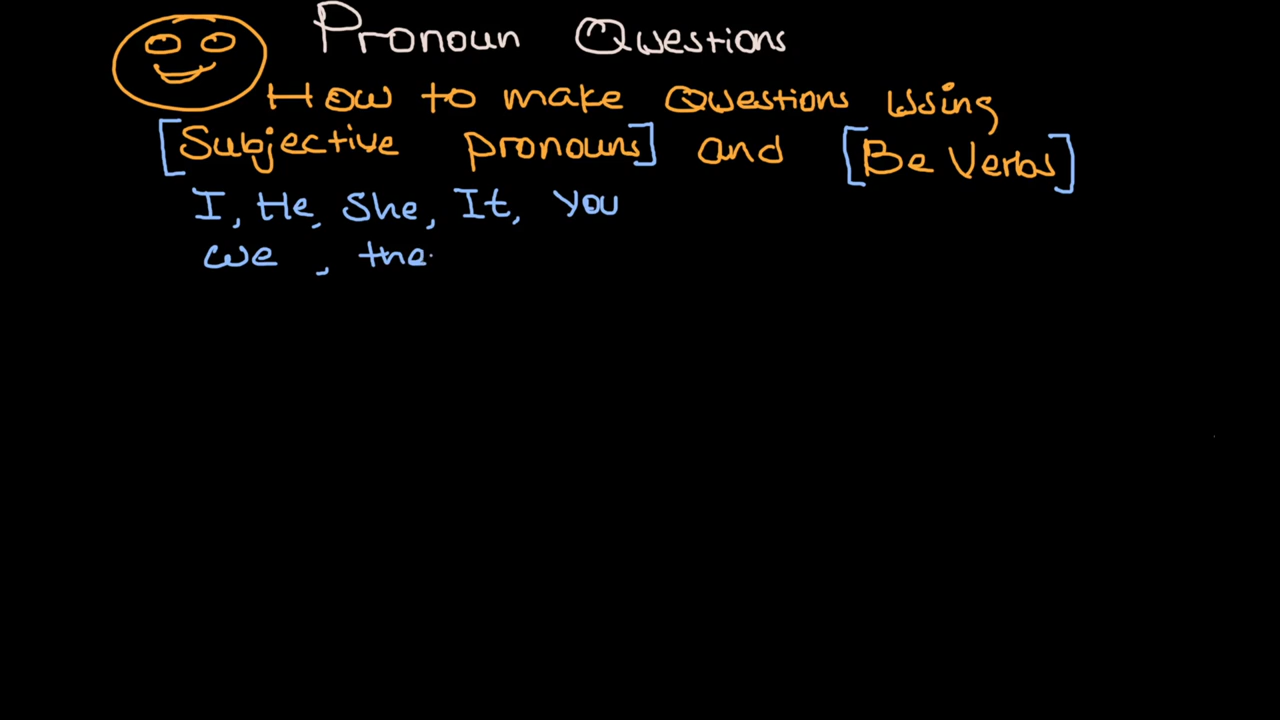 Pronoun Questions
How to make Questions Using
[Subjective pronouns] and [Be Verbs]
I, He, She, It, you
we, the